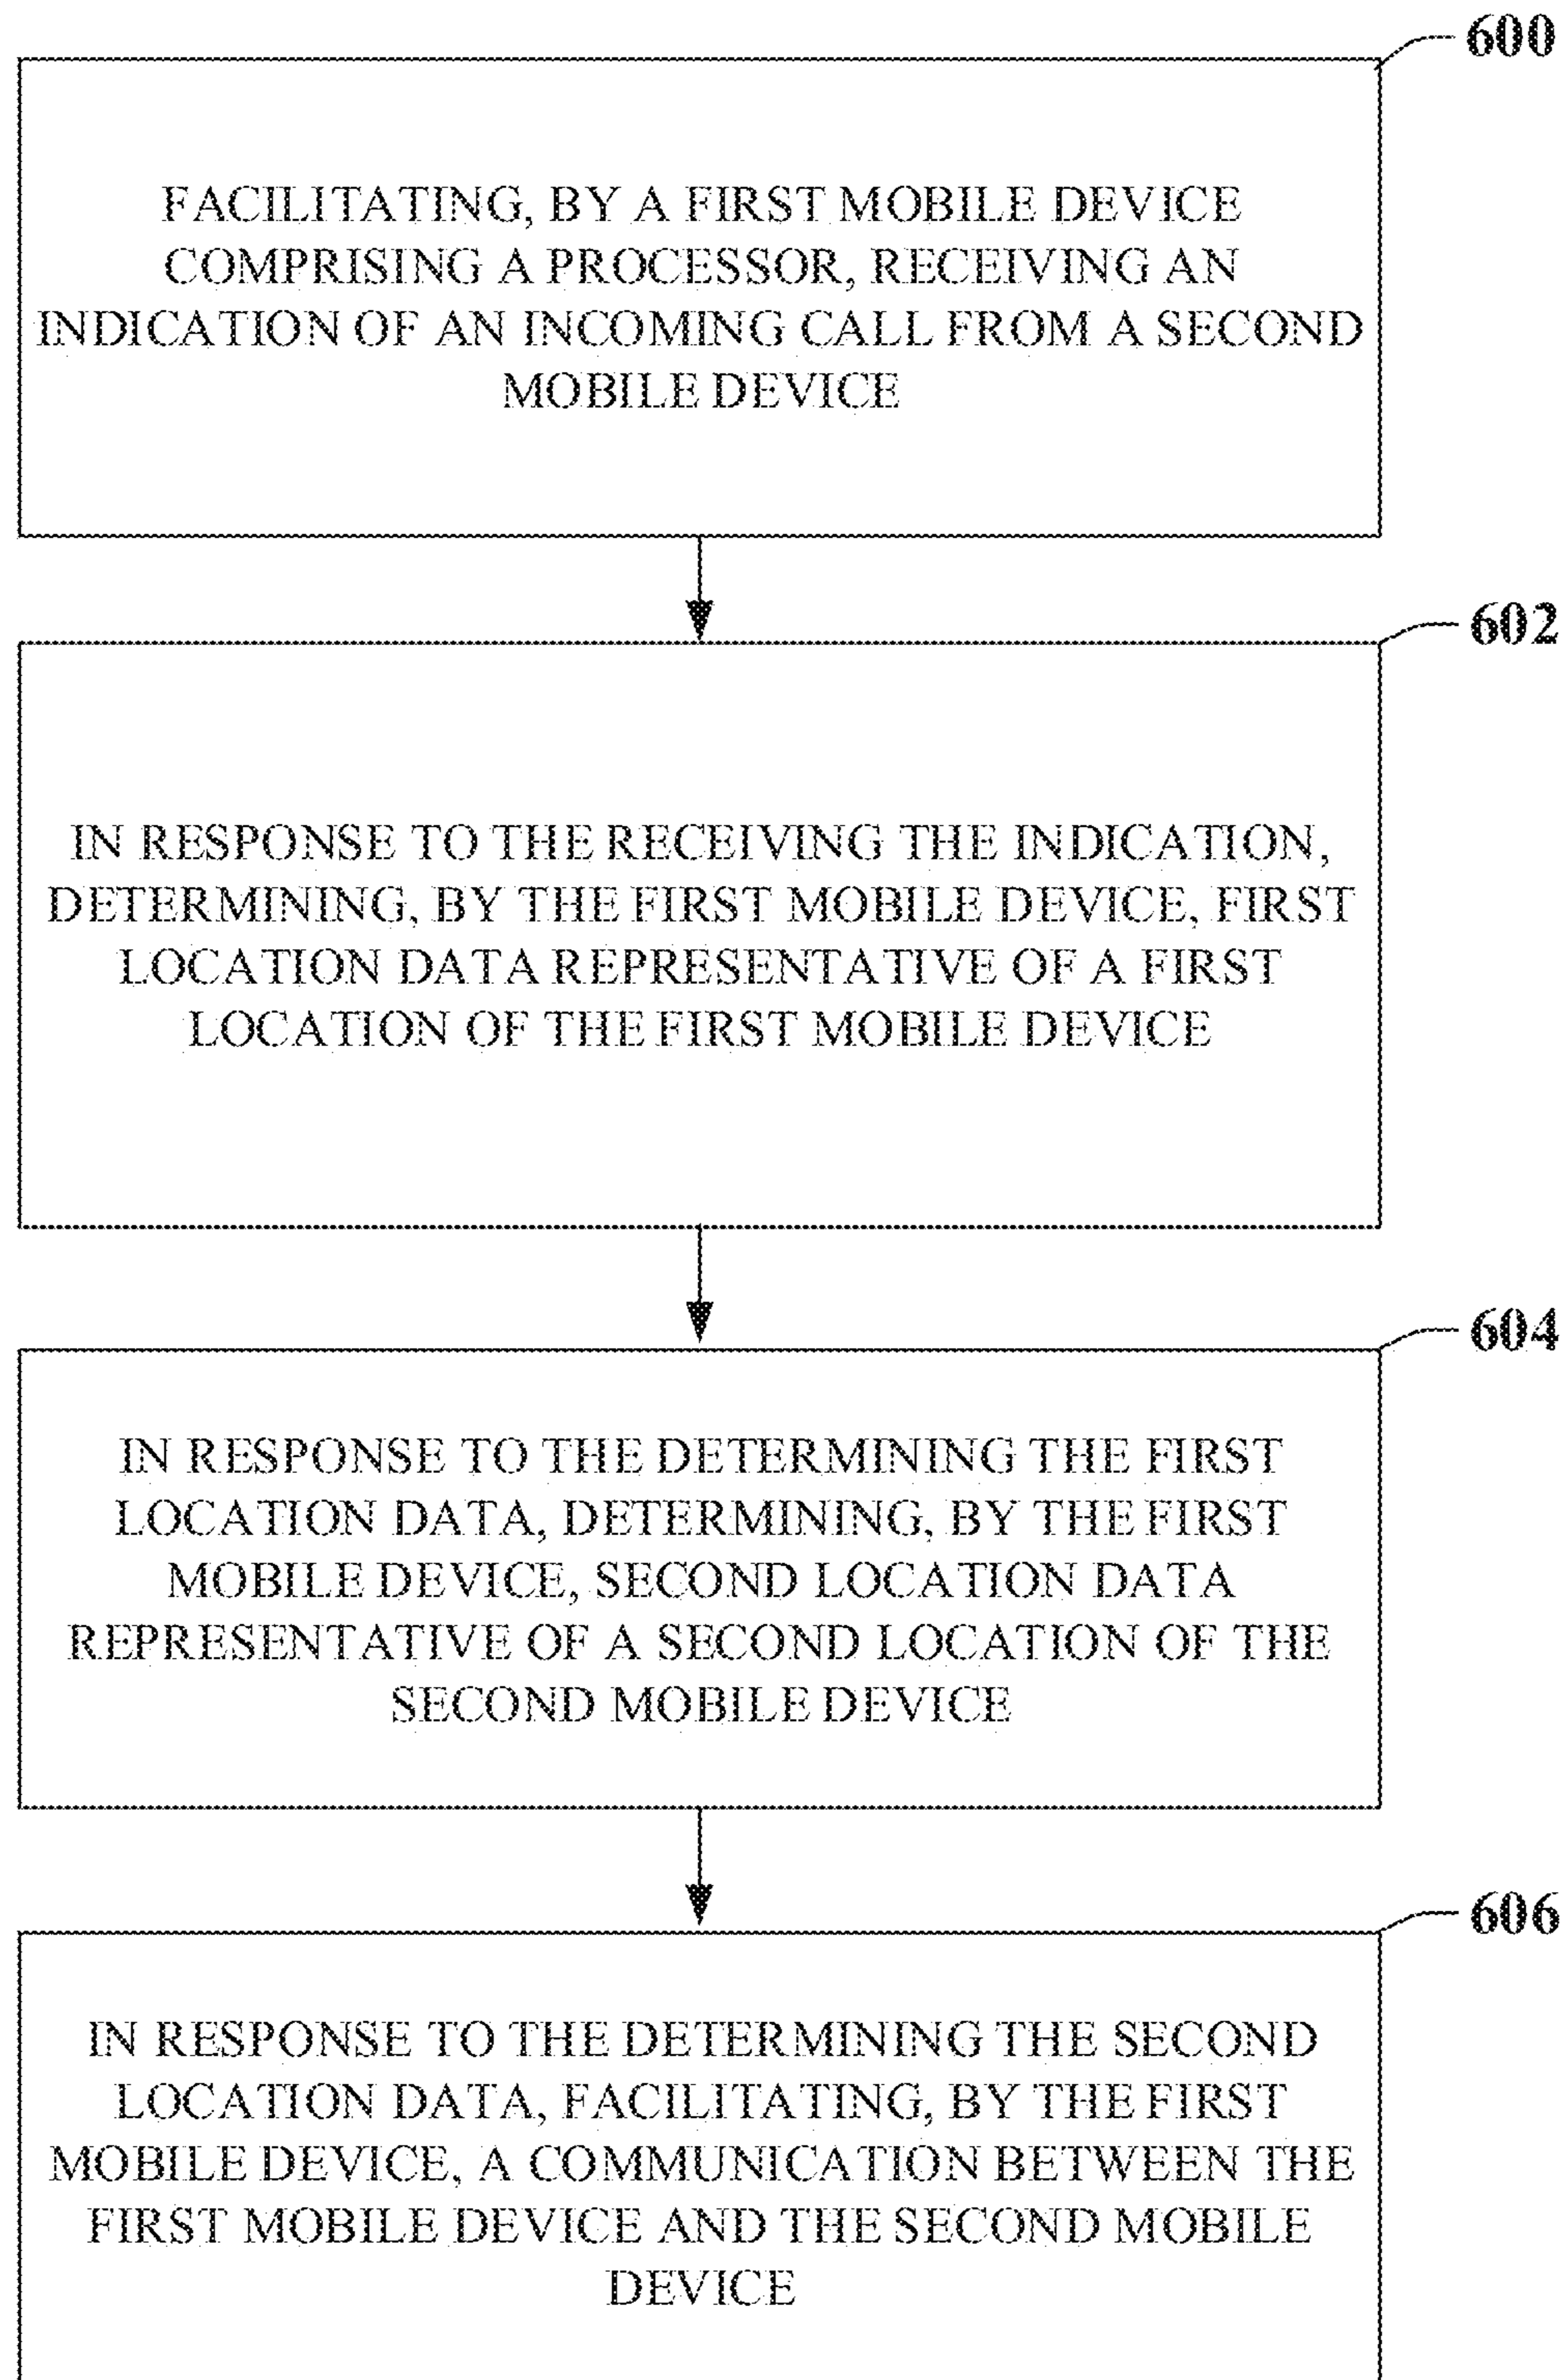 600
FACILITATING, BY A FIRST MOBILE DEVICE
COMPRISING A PROCESSOR, RECEIVING AN
INDICATION OF AN INCOMING CALL FROM A SECOND
MOBILE DEVICE
602
IN RESPONSE TO THE RECEIVING THE INDICATION,
DETERMINING, BY THE FIRST MOBILE DEVICE, FIRST
LOCATION DATA REPRESENTATIVE OF A FIRST
LOCATION OF THE FIRST MOBILE DEVICE
604
IN RESPONSE TO THE DETERMINING THE FIRST
LOCATION DATA, DETERMINING, BY THE FIRST
MOBILE DEVICE, SECOND LOCATION DATA
REPRESENTATIVE OF A SECOND LOCATION OF THE
SECOND MOBILE DEVICE
606
IN RESPONSE TO THE DETERMINING THE SECOND
LOCATION DATA, FACILITATING, BY THE FIRST
MOBILE DEVICE, A COMMUNICATION BETWEEN THE
FIRST MOBILE DEVICE AND THE SECOND MOBILE
DEVICE